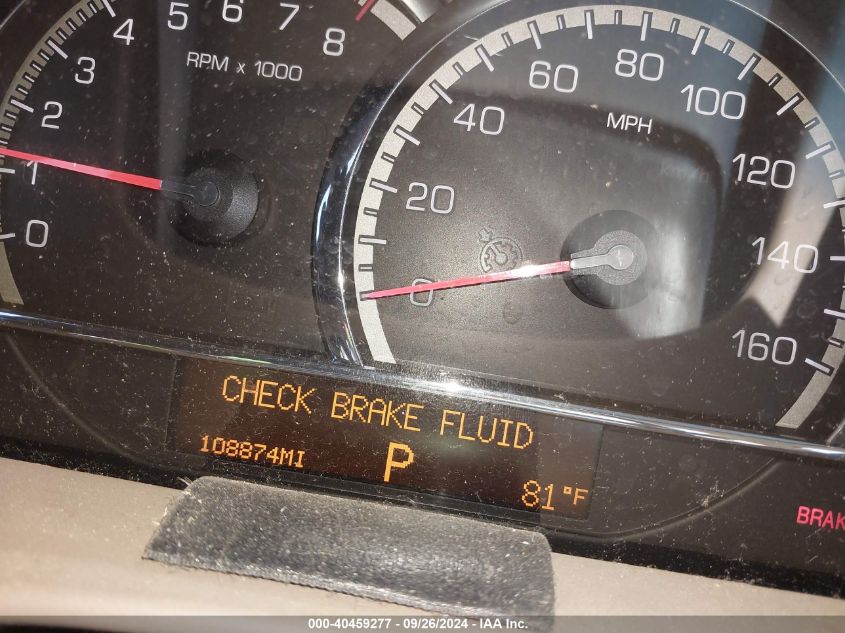 0 1 2 3 4 5 6 7 8
RPM x 1000
0 20 40 60 80 100 120 140 160
MPH
CHECK BRAKE FLUID
108874MI
P
81°F
BRAK
000-40459277 - 09/26/2024 - IAA Inc.